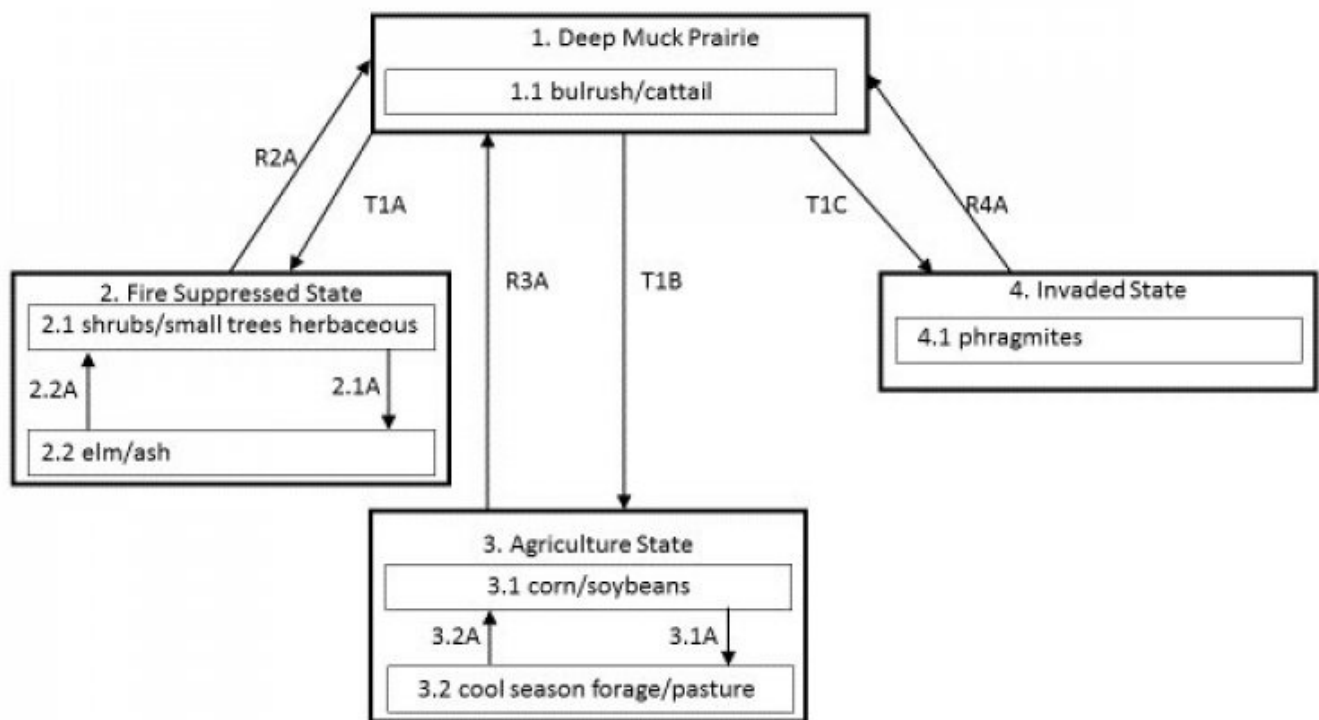 1. Deep Muck Prairie
1.1 bulrush/cattail
R2A
T1A
R3A
T1B
T1C
R4A
2. Fire Suppressed State
2.1 shrubs/small trees herbaceous
2.2A
2.1A
2.2 elm/ash
4. Invaded State
4.1 phragmites
3. Agriculture State
3.1 corn/soybeans
3.2A
3.1A
3.2 cool season forage/pasture